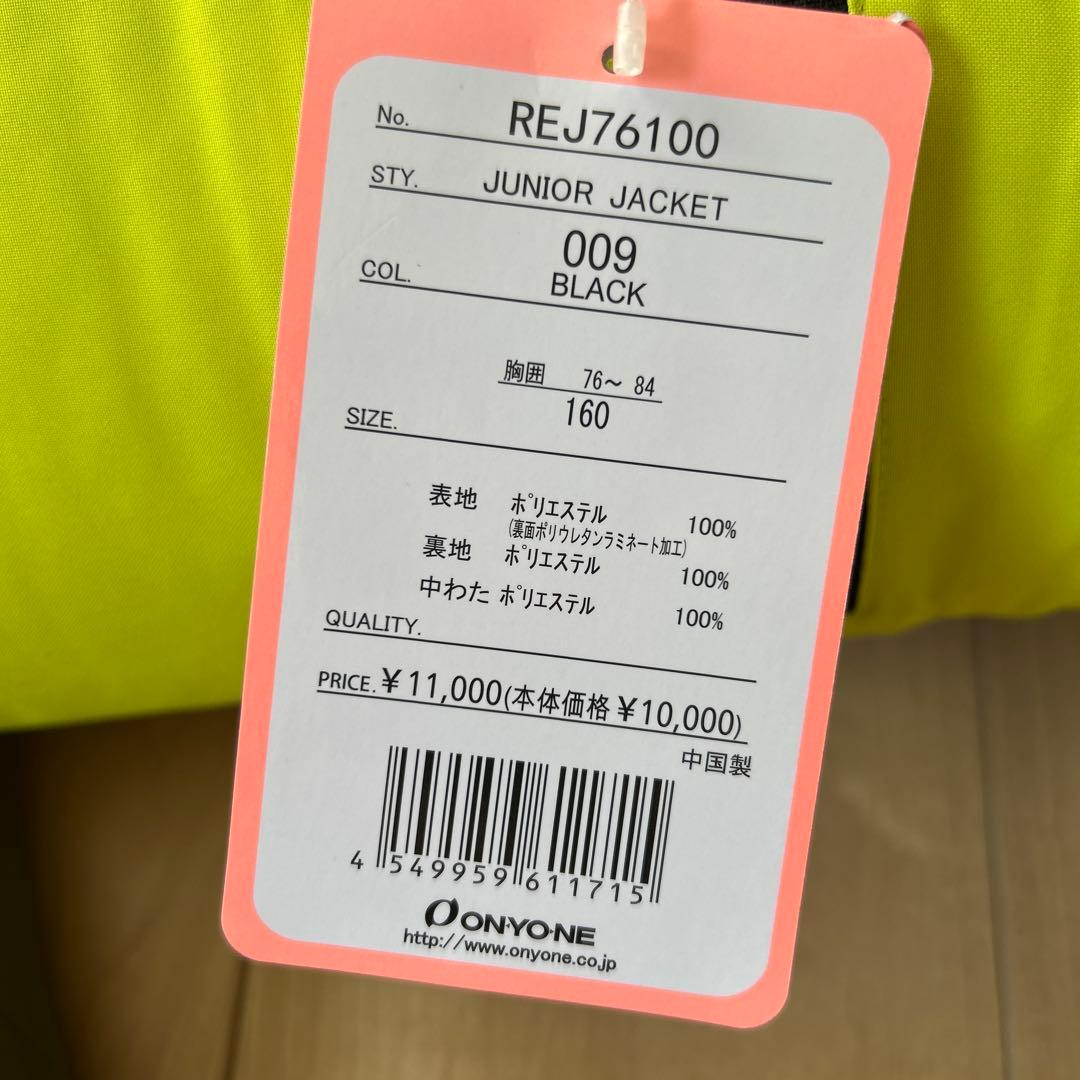 No. REJ76100
STY. JUNIOR JACKET
009
COL. BLACK
胸囲 76～ 84
SIZE. 160
表地 ポリエステル 100%
(裏面ポリウレタンラミネート加工)
裏地 ポリエステル 100%
中わた ポリエステル 100%
QUALITY.
PRICE. ¥11,000(本体価格¥10,000)
中国製
4 549959 611715
ON・YO・NE
http://www.onyone.co.jp